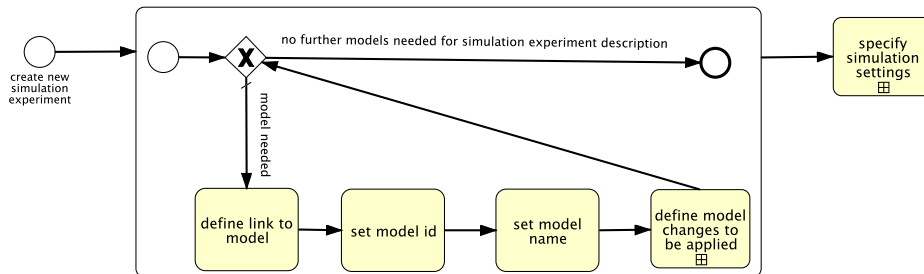 create new
simulation
experiment
X
no further models needed for simulation experiment description
model needed
define link to
model
set model id
set model
name
define model
changes to
be applied
specify
simulation
settings